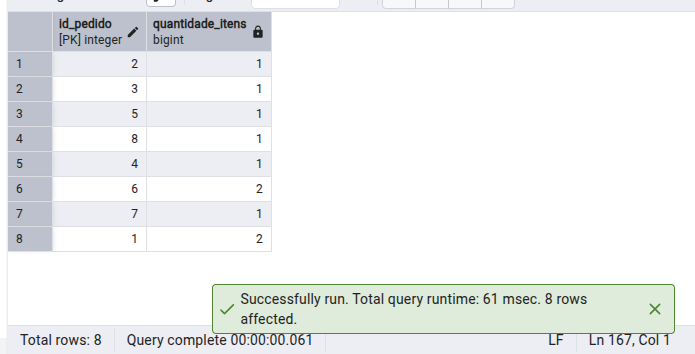 id_pedido quantidade_itens
[PK] integer bigint
1 2 1
2 3 1
3 5 1
4 8 1
5 4 1
6 6 2
7 7 1
8 1 2
Successfully run. Total query runtime: 61 msec. 8 rows
affected.
Total rows: 8 Query complete 00:00:00.061 LF Ln 167, Col 1